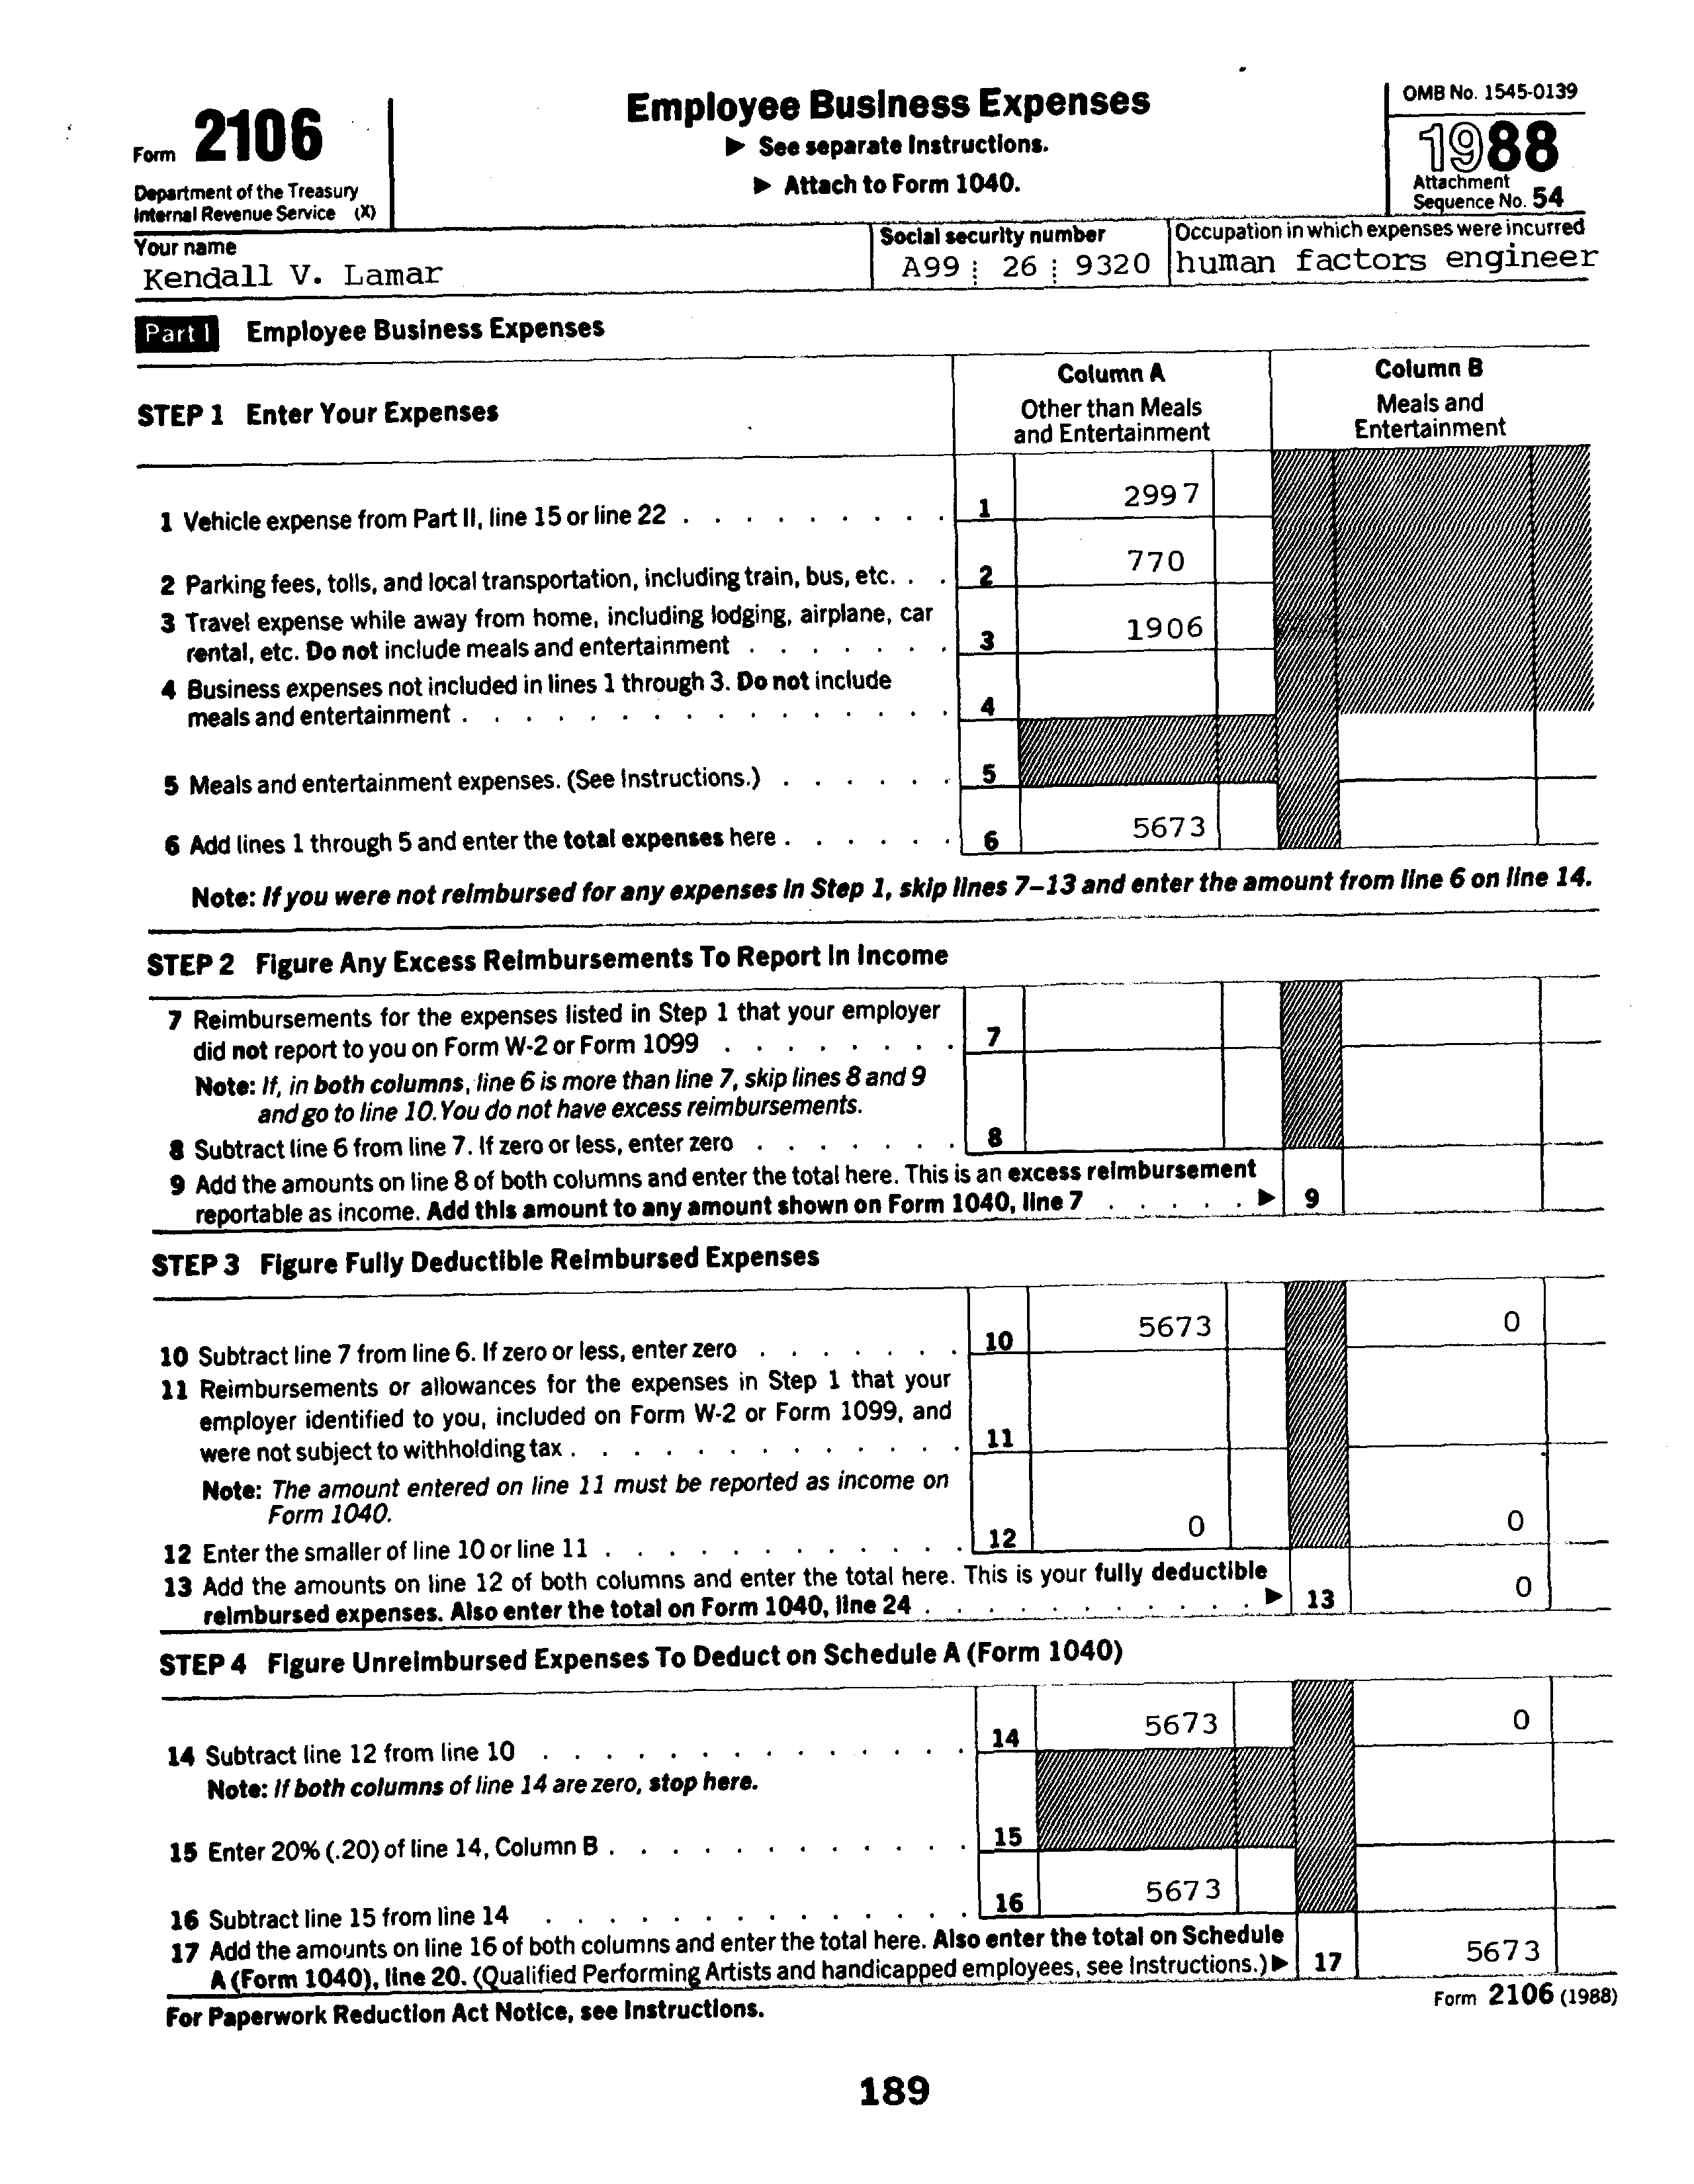 Form 2106
Department of the Treasury
Internal Revenue Service (X)
Employee Business Expenses
▶ See separate Instructions.
▶ Attach to Form 1040.
OMB No. 1545-0139
1988
Attachment
Sequence No. 54
Your name
Kendall V. Lamar
Social security number
A99 26 9320
Occupation in which expenses were incurred
human factors engineer
Part I Employee Business Expenses
STEP 1 Enter Your Expenses
Column A
Other than Meals
and Entertainment
Column B
Meals and
Entertainment
1 Vehicle expense from Part II, line 15 or line 22 . . . . . . . . . 1 2997
2 Parking fees, tolls, and local transportation, including train, bus, etc. . . 2 770
3 Travel expense while away from home, including lodging, airplane, car
rental, etc. Do not include meals and entertainment . . . . . . . 3 1906
4 Business expenses not included in lines 1 through 3. Do not include
meals and entertainment . . . . . . . . . . . . . . . . 4
5 Meals and entertainment expenses. (See Instructions.) . . . . . . 5
6 Add lines 1 through 5 and enter the total expenses here . . . . . . 6 5673
Note: If you were not reimbursed for any expenses in Step 1, skip lines 7–13 and enter the amount from line 6 on line 14.
STEP 2 Figure Any Excess Reimbursements To Report In Income
7 Reimbursements for the expenses listed in Step 1 that your employer
did not report to you on Form W-2 or Form 1099 . . . . . . . . 7
Note: If, in both columns, line 6 is more than line 7, skip lines 8 and 9
and go to line 10. You do not have excess reimbursements.
8 Subtract line 6 from line 7. If zero or less, enter zero . . . . . . . 8
9 Add the amounts on line 8 of both columns and enter the total here. This is an excess reimbursement
reportable as income. Add this amount to any amount shown on Form 1040, line 7 . . . . . ▶ 9
STEP 3 Figure Fully Deductible Reimbursed Expenses
10 Subtract line 7 from line 6. If zero or less, enter zero . . . . . . . 10 5673 0
11 Reimbursements or allowances for the expenses in Step 1 that your
employer identified to you, included on Form W-2 or Form 1099, and
were not subject to withholding tax . . . . . . . . . . . . . 11
Note: The amount entered on line 11 must be reported as income on
Form 1040.
12 Enter the smaller of line 10 or line 11 . . . . . . . . . . . . 12 0 0
13 Add the amounts on line 12 of both columns and enter the total here. This is your fully deductible
reimbursed expenses. Also enter the total on Form 1040, line 24 . . . . . . . . . . . ▶ 13 0
STEP 4 Figure Unreimbursed Expenses To Deduct on Schedule A (Form 1040)
14 Subtract line 12 from line 10 . . . . . . . . . . . . . . 14 5673 0
Note: If both columns of line 14 are zero, stop here.
15 Enter 20% (.20) of line 14, Column B . . . . . . . . . . . . 15
16 Subtract line 15 from line 14 . . . . . . . . . . . . . . 16 5673
17 Add the amounts on line 16 of both columns and enter the total here. Also enter the total on Schedule
A (Form 1040), line 20. (Qualified Performing Artists and handicapped employees, see Instructions.) ▶ 17 5673
For Paperwork Reduction Act Notice, see Instructions.
Form 2106 (1988)
189